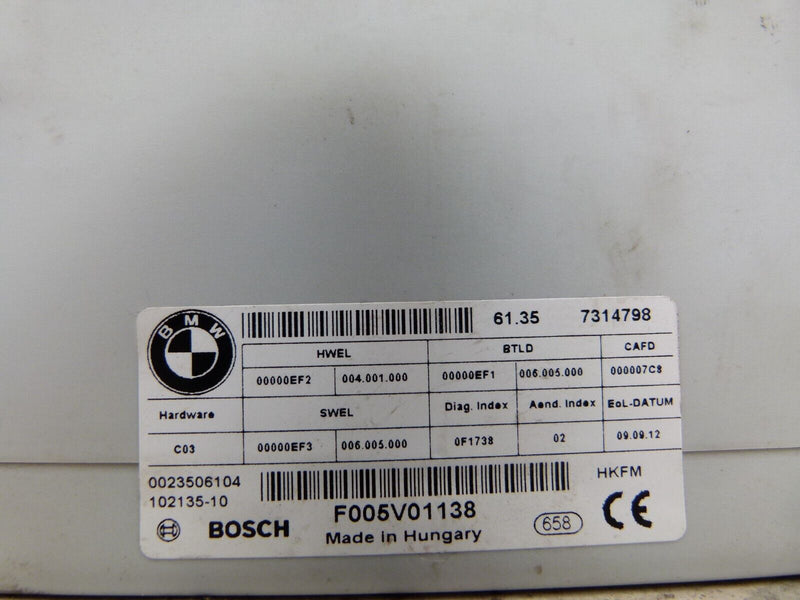 BMW
61.35 7314798
HWEL BTLD CAFD
00000EF2 004.001.000 00000EF1 006.005.000 000007C8
Hardware SWEL Diag. Index Aend. Index EoL-DATUM
C03 00000EF3 006.005.000 0F1738 02 09.09.12
0023506104 HKFM
102135-10 F005V01138
BOSCH Made in Hungary 658 CE